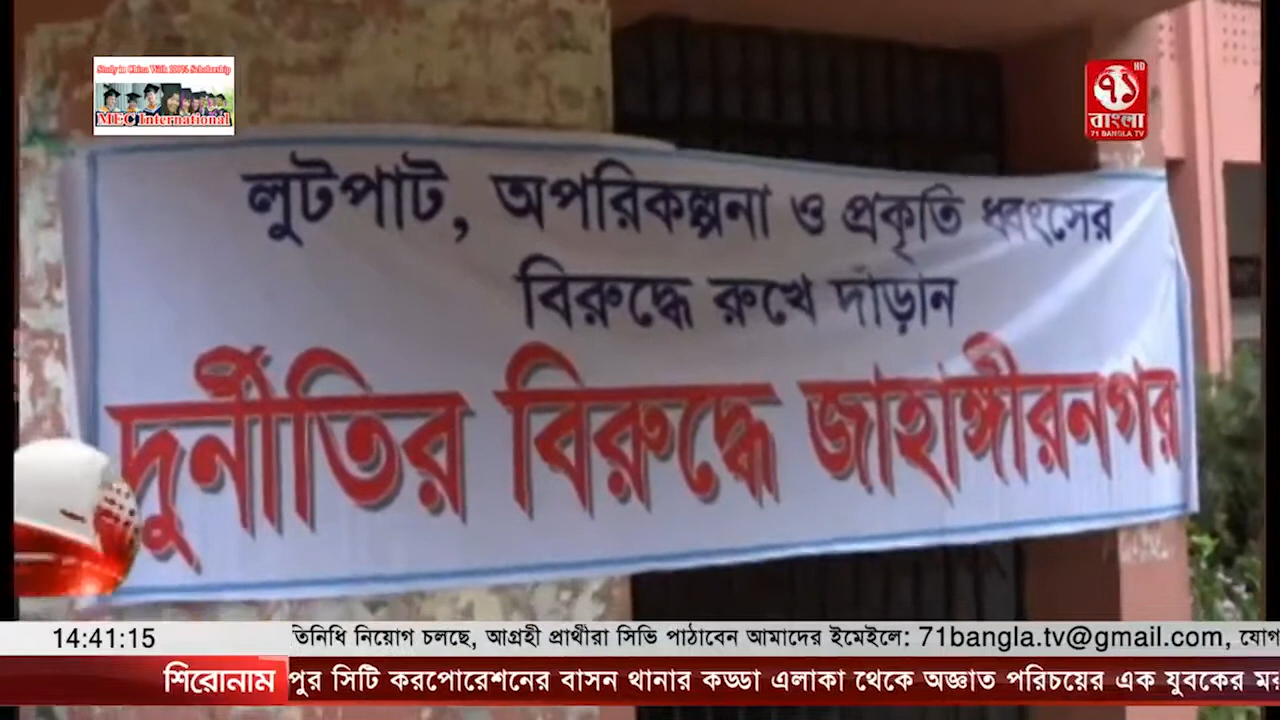 Study in China With 100% Scholarship
MEC International
HD
৭১
বাংলা
71 BANGLA TV
লুটপাট, অপরিকল্পনা ও প্রকৃতি ধ্বংসের
বিরুদ্ধে রুখে দাঁড়ান
দুর্নীতির বিরুদ্ধে জাহাঙ্গীরনগর
14:41:15
তিনিধি নিয়োগ চলছে, আগ্রহী প্রার্থীরা সিভি পাঠাবেন আমাদের ইমেইলে: 71bangla.tv@gmail.com, যোগ
শিরোনাম
পুর সিটি করপোরেশনের বাসন থানার কড্ডা এলাকা থেকে অজ্ঞাত পরিচয়ের এক যুবকের মর